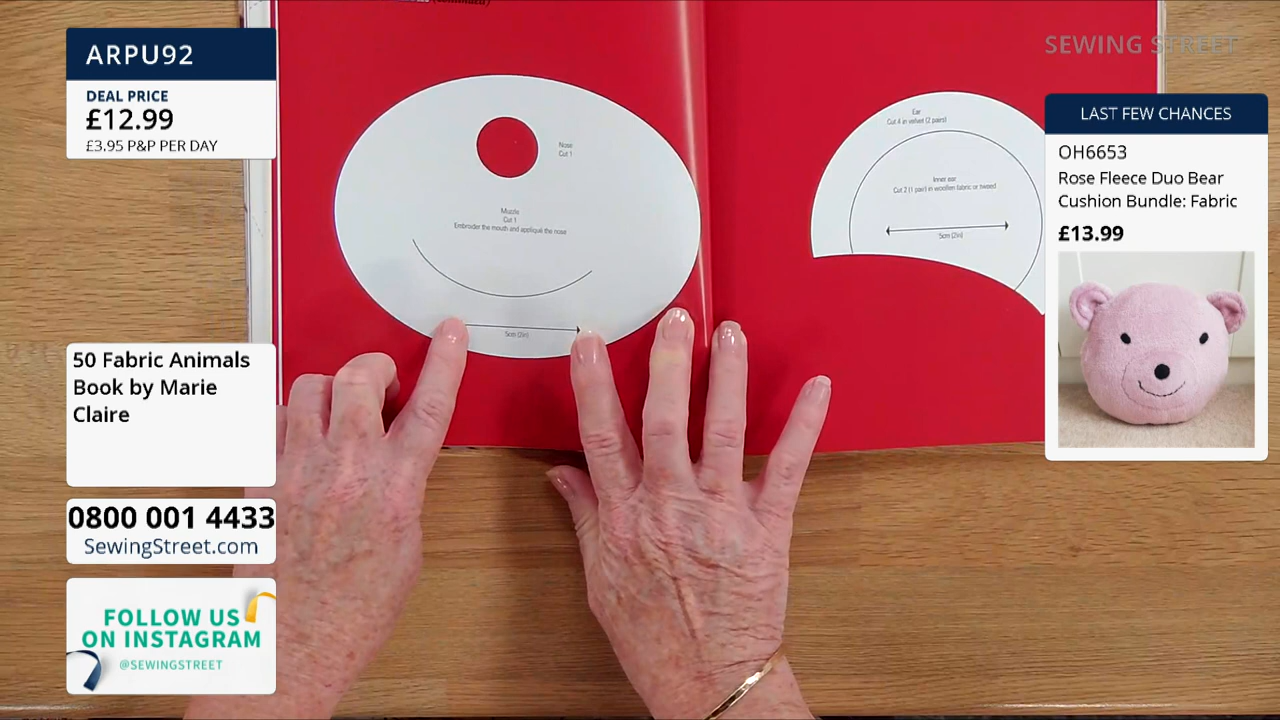 ARPU92
DEAL PRICE
£12.99
£3.95 P&P PER DAY
50 Fabric Animals
Book by Marie
Claire
0800 001 4433
SewingStreet.com
FOLLOW US
ON INSTAGRAM
@SEWINGSTREET
(continued)
Nose
Cut 1
Muzzle
Cut 1
Embroider the mouth and appliqué the nose
5cm (2in)
Ear
Cut 4 in velvet (2 pairs)
Inner ear
Cut 2 (1 pair) in woollen fabric or tweed
5cm (2in)
SEWING STREET
LAST FEW CHANCES
OH6653
Rose Fleece Duo Bear
Cushion Bundle: Fabric
£13.99